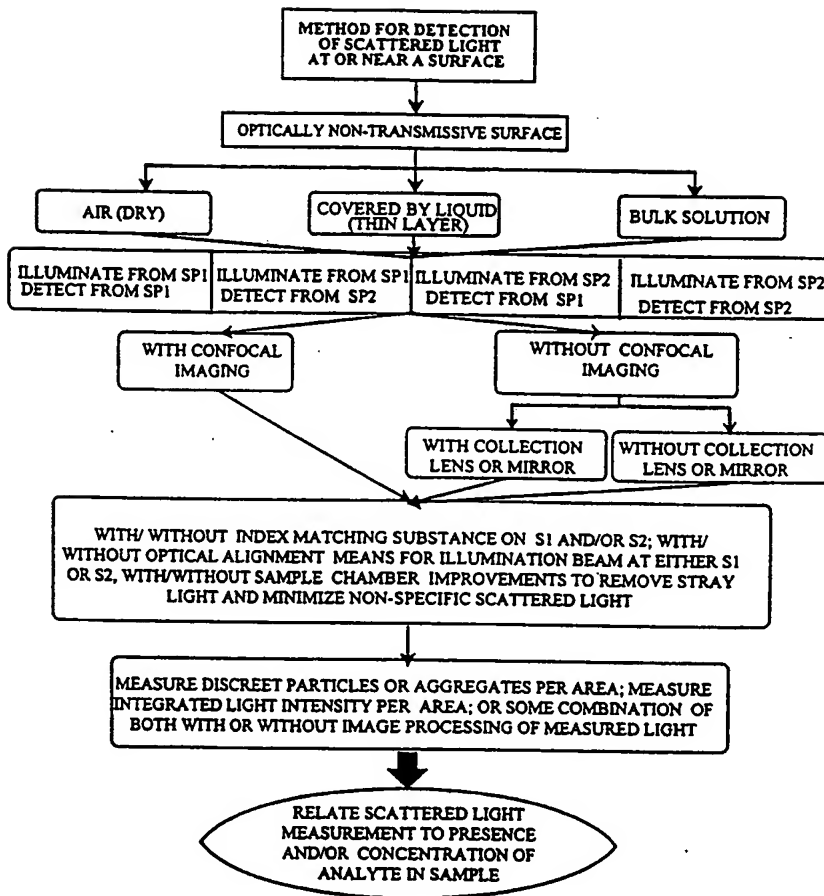 METHOD FOR DETECTION
OF SCATTERED LIGHT
AT OR NEAR A SURFACE
OPTICALLY NON-TRANSMISSIVE SURFACE
AIR (DRY)
COVERED BY LIQUID
(THIN LAYER)
BULK SOLUTION
ILLUMINATE FROM SP1
DETECT FROM SP1
ILLUMINATE FROM SP1
DETECT FROM SP2
ILLUMINATE FROM SP2
DETECT FROM SP1
ILLUMINATE FROM SP2
DETECT FROM SP2
WITH CONFOCAL
IMAGING
WITHOUT CONFOCAL
IMAGING
WITH COLLECTION
LENS OR MIRROR
WITHOUT COLLECTION
LENS OR MIRROR
WITH/ WITHOUT INDEX MATCHING SUBSTANCE ON S1 AND/OR S2; WITH/
WITHOUT OPTICAL ALIGNMENT MEANS FOR ILLUMINATION BEAM AT EITHER S1
OR S2, WITH/WITHOUT SAMPLE CHAMBER IMPROVEMENTS TO REMOVE STRAY
LIGHT AND MINIMIZE NON-SPECIFIC SCATTERED LIGHT
MEASURE DISCREET PARTICLES OR AGGREGATES PER AREA; MEASURE
INTEGRATED LIGHT INTENSITY PER AREA; OR SOME COMBINATION OF
BOTH WITH OR WITHOUT IMAGE PROCESSING OF MEASURED LIGHT
RELATE SCATTERED LIGHT
MEASUREMENT TO PRESENCE
AND/OR CONCENTRATION OF
ANALYTE IN SAMPLE